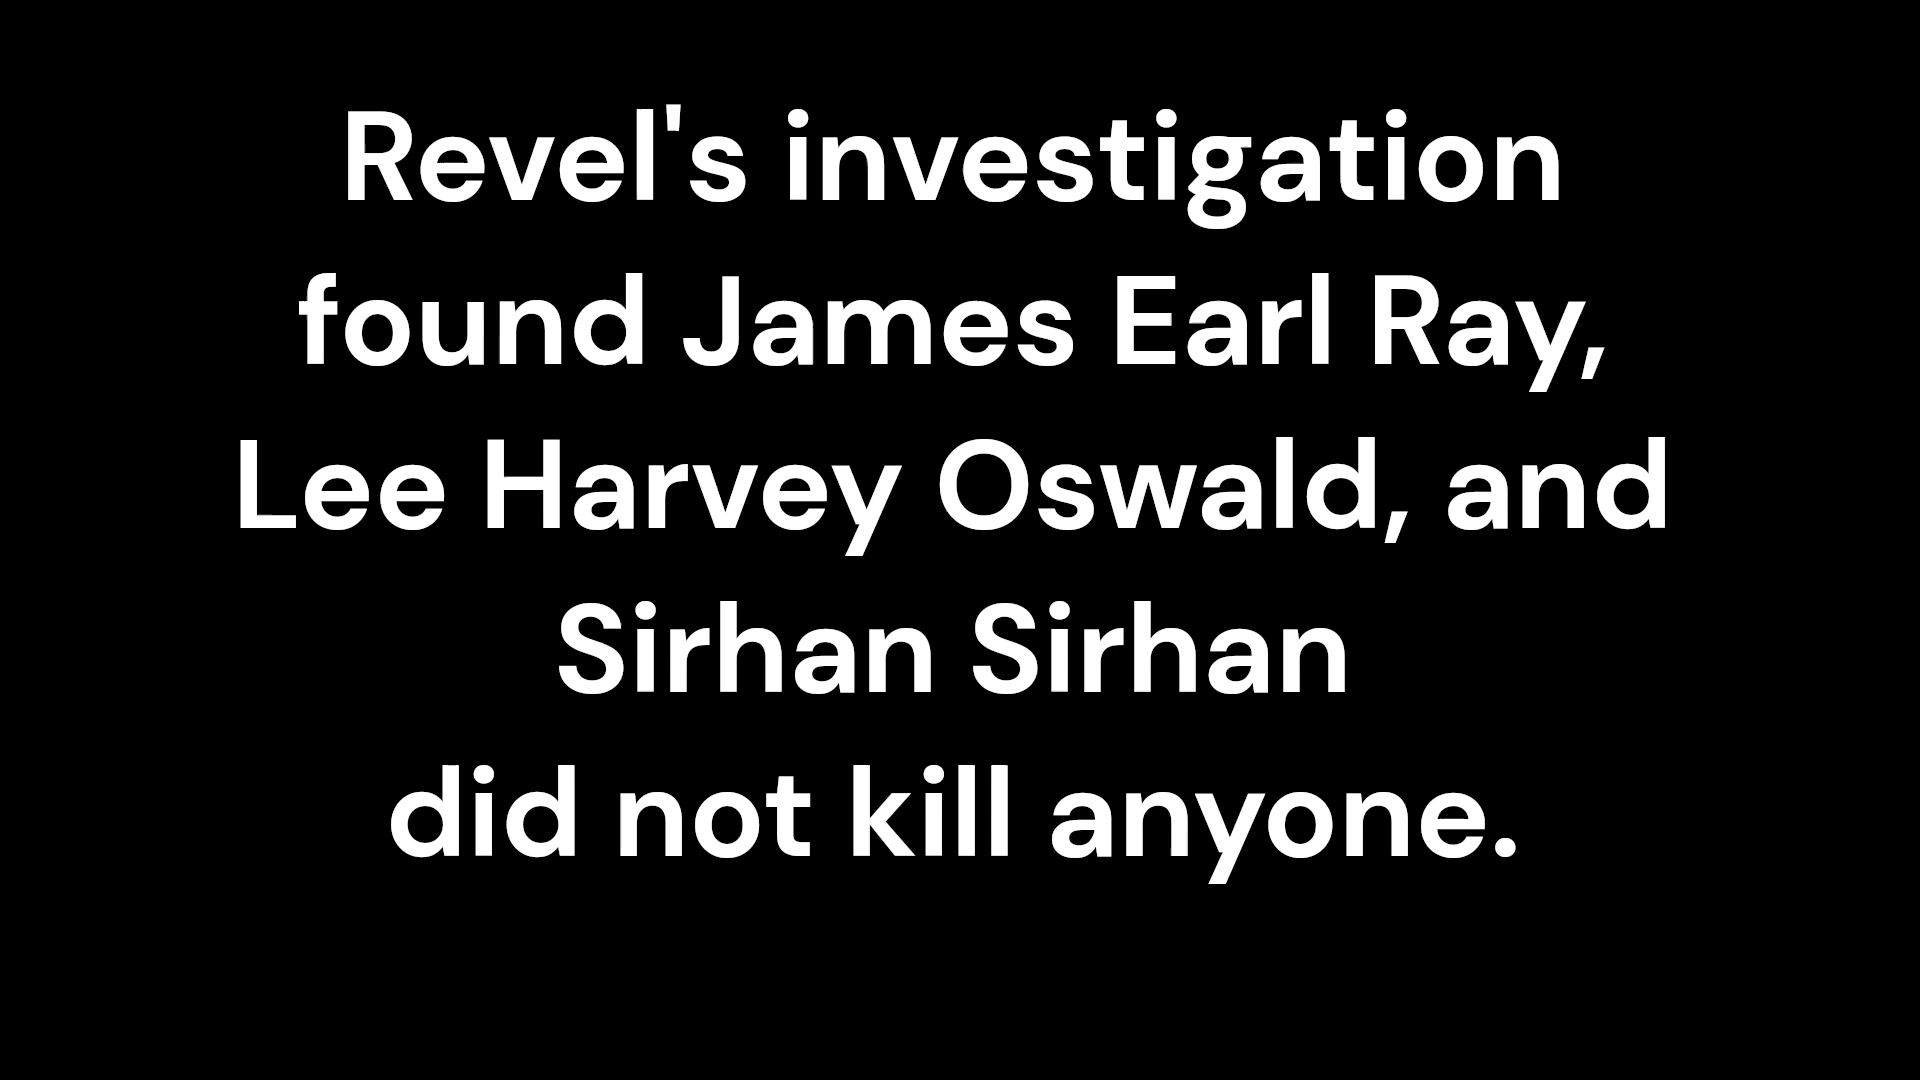 Revel's investigation
found James Earl Ray,
Lee Harvey Oswald, and
Sirhan Sirhan
did not kill anyone.